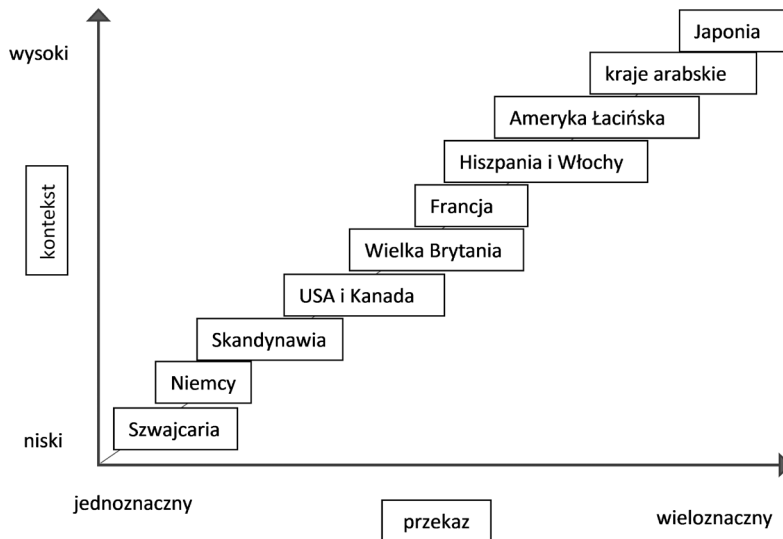 wysoki
Japonia
kraje arabskie
Ameryka Łacińska
Hiszpania i Włochy
Francja
kontekst
Wielka Brytania
USA i Kanada
Skandynawia
Niemcy
Szwajcaria
niski
jednoznaczny
przekaz
wieloznaczny